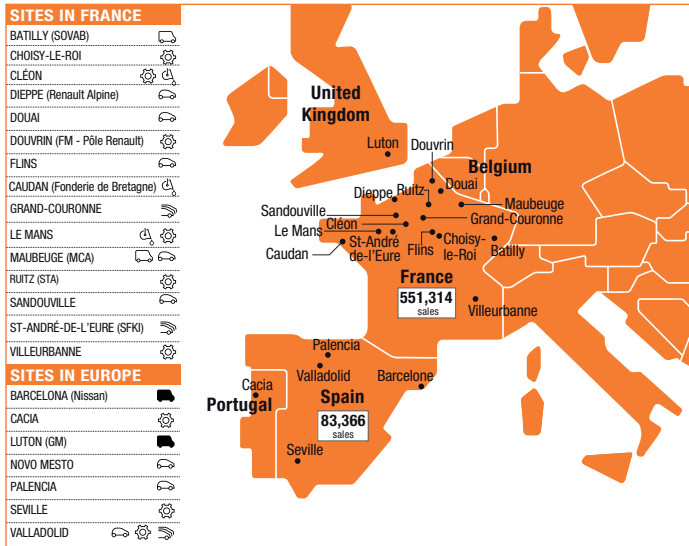 SITES IN FRANCE
BATILLY (SOVAB)
CHOISY-LE-ROI
CLÉON
DIEPPE (Renault Alpine)
DOUAI
DOUVRIN (FM - Pôle Renault)
FLINS
CAUDAN (Fonderie de Bretagne)
GRAND-COURONNE
LE MANS
MAUBEUGE (MCA)
RUITZ (STA)
SANDOUVILLE
ST-ANDRÉ-DE-L'EURE (SFKI)
VILLEURBANNE
SITES IN EUROPE
BARCELONA (Nissan)
CACIA
LUTON (GM)
NOVO MESTO
PALENCIA
SEVILLE
VALLADOLID
United
Kingdom
Luton
Douvrin
Belgium
Dieppe
Ruitz
Douai
Maubeuge
Sandouville
Grand-Couronne
Cléon
Le Mans
St-André
de-l'Eure
Flins
Choisy-
le-Roi
Batilly
Caudan
France
551,314
sales
Villeurbanne
Palencia
Valladolid
Barcelone
Cacia
Portugal
Spain
83,366
sales
Seville